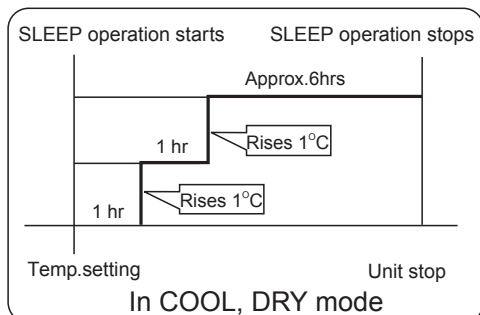 SLEEP operation starts SLEEP operation stops
Approx.6hrs
1 hr
Rises 1°C
1 hr
Rises 1°C
Temp.setting Unit stop
In COOL, DRY mode